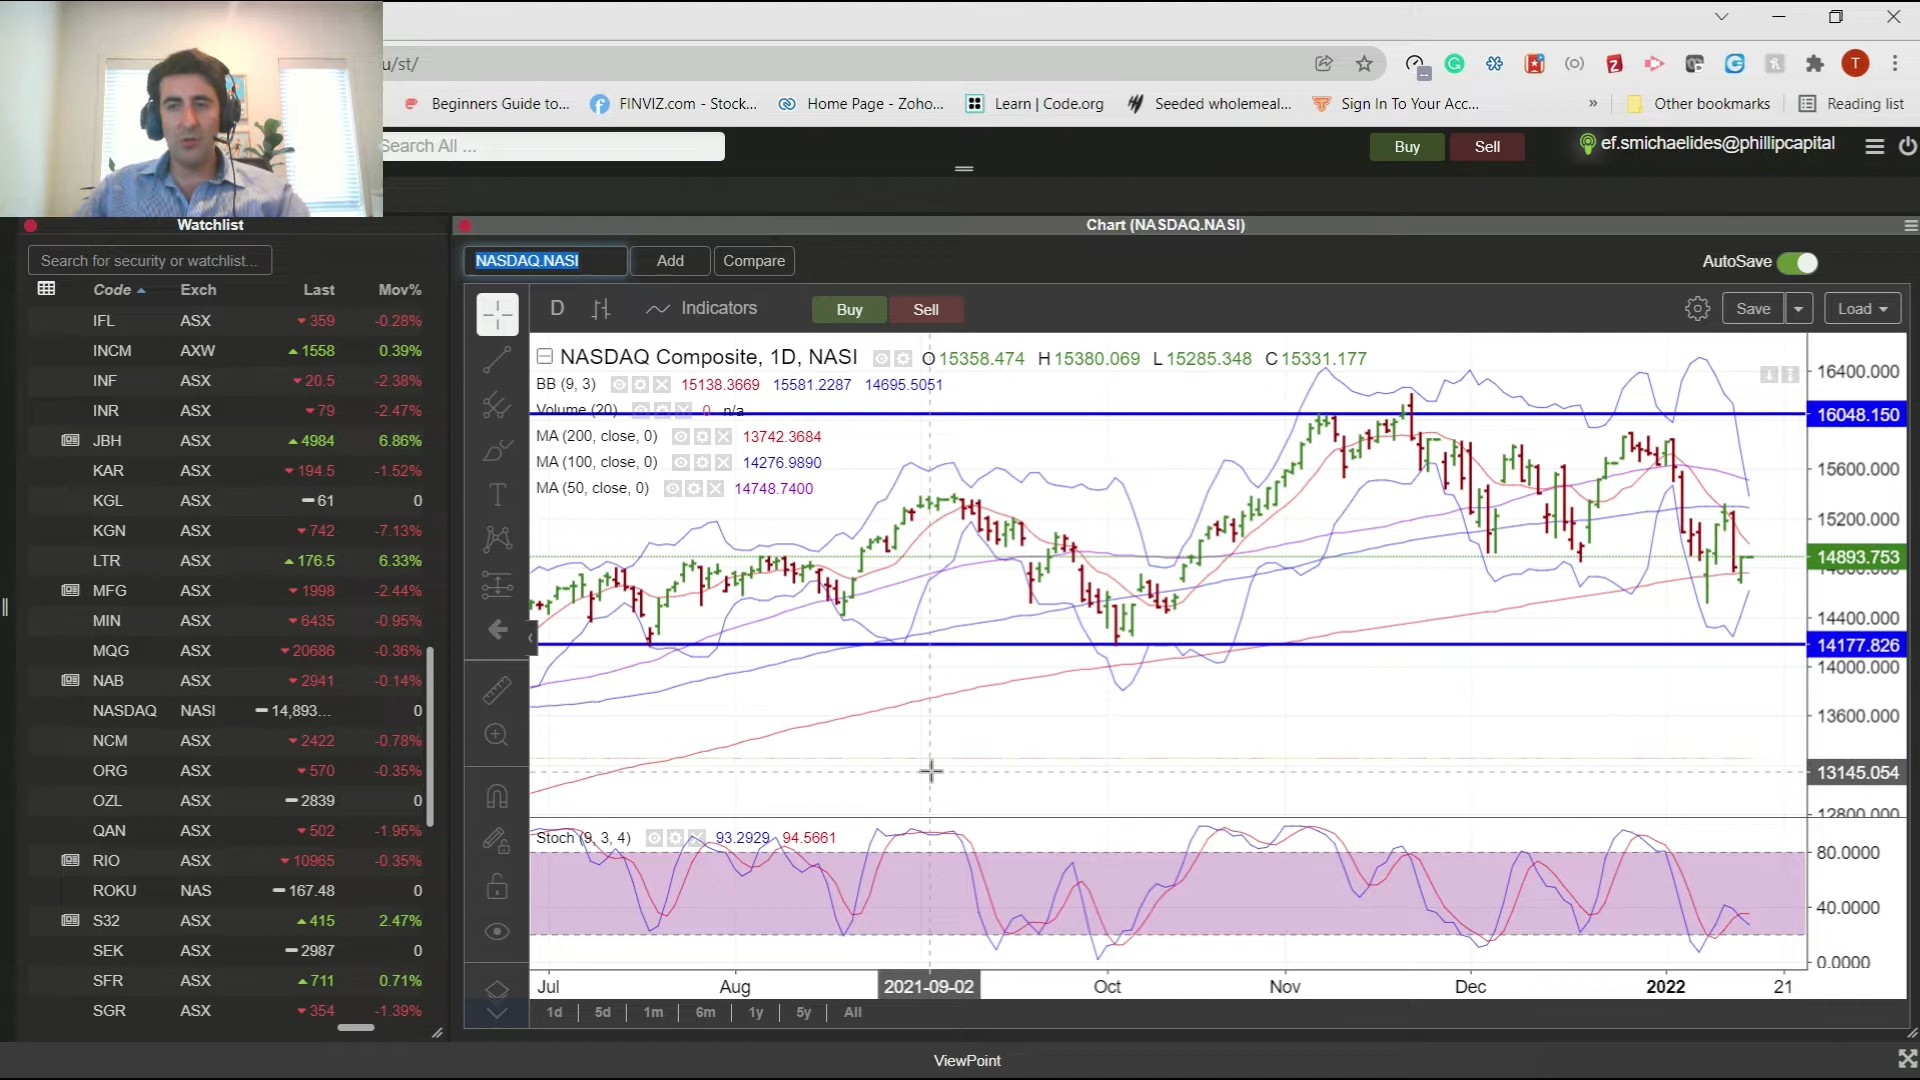 u/st/
T
Beginners Guide to...
FINVIZ.com - Stock...
Home Page - Zoho...
Learn | Code.org
Seeded wholemeal...
Sign In To Your Acc...
»
Other bookmarks
Reading list
Search All ...
Buy
Sell
ef.smichaelides@phillipcapital
Watchlist
Chart (NASDAQ.NASI)
Search for security or watchlist...
NASDAQ.NASI
Add
Compare
AutoSave
Code Exch Last Mov%
IFL ASX 359 -0.28%
INCM AXW 1558 0.39%
INF ASX 20.5 -2.38%
INR ASX 79 -2.47%
JBH ASX 4984 6.86%
KAR ASX 194.5 -1.52%
KGL ASX 61 0
KGN ASX 742 -7.13%
LTR ASX 176.5 6.33%
MFG ASX 1998 -2.44%
MIN ASX 6435 -0.95%
MQG ASX 20686 -0.36%
NAB ASX 2941 -0.14%
NASDAQ NASI 14,893... 0
NCM ASX 2422 -0.78%
ORG ASX 570 -0.35%
OZL ASX 2839 0
QAN ASX 502 -1.95%
RIO ASX 10965 -0.35%
ROKU NAS 167.48 0
S32 ASX 415 2.47%
SEK ASX 2987 0
SFR ASX 711 0.71%
SGR ASX 354 -1.39%
D
Indicators
Buy
Sell
Save
Load
NASDAQ Composite, 1D, NASI O 15358.474 H 15380.069 L 15285.348 C 15331.177
BB (9, 3) 15138.3669 15581.2287 14695.5051
Volume (20) 0 n/a
MA (200, close, 0) 13742.3684
MA (100, close, 0) 14276.9890
MA (50, close, 0) 14748.7400
16400.000
16048.150
15600.000
15200.000
14893.753
14800.000
14400.000
14177.826
14000.000
13600.000
13145.054
12800.000
Stoch (9, 3, 4) 93.2929 94.5661
80.0000
40.0000
0.0000
Jul Aug 2021-09-02 Oct Nov Dec 2022 21
1d 5d 1m 6m 1y 5y All
ViewPoint